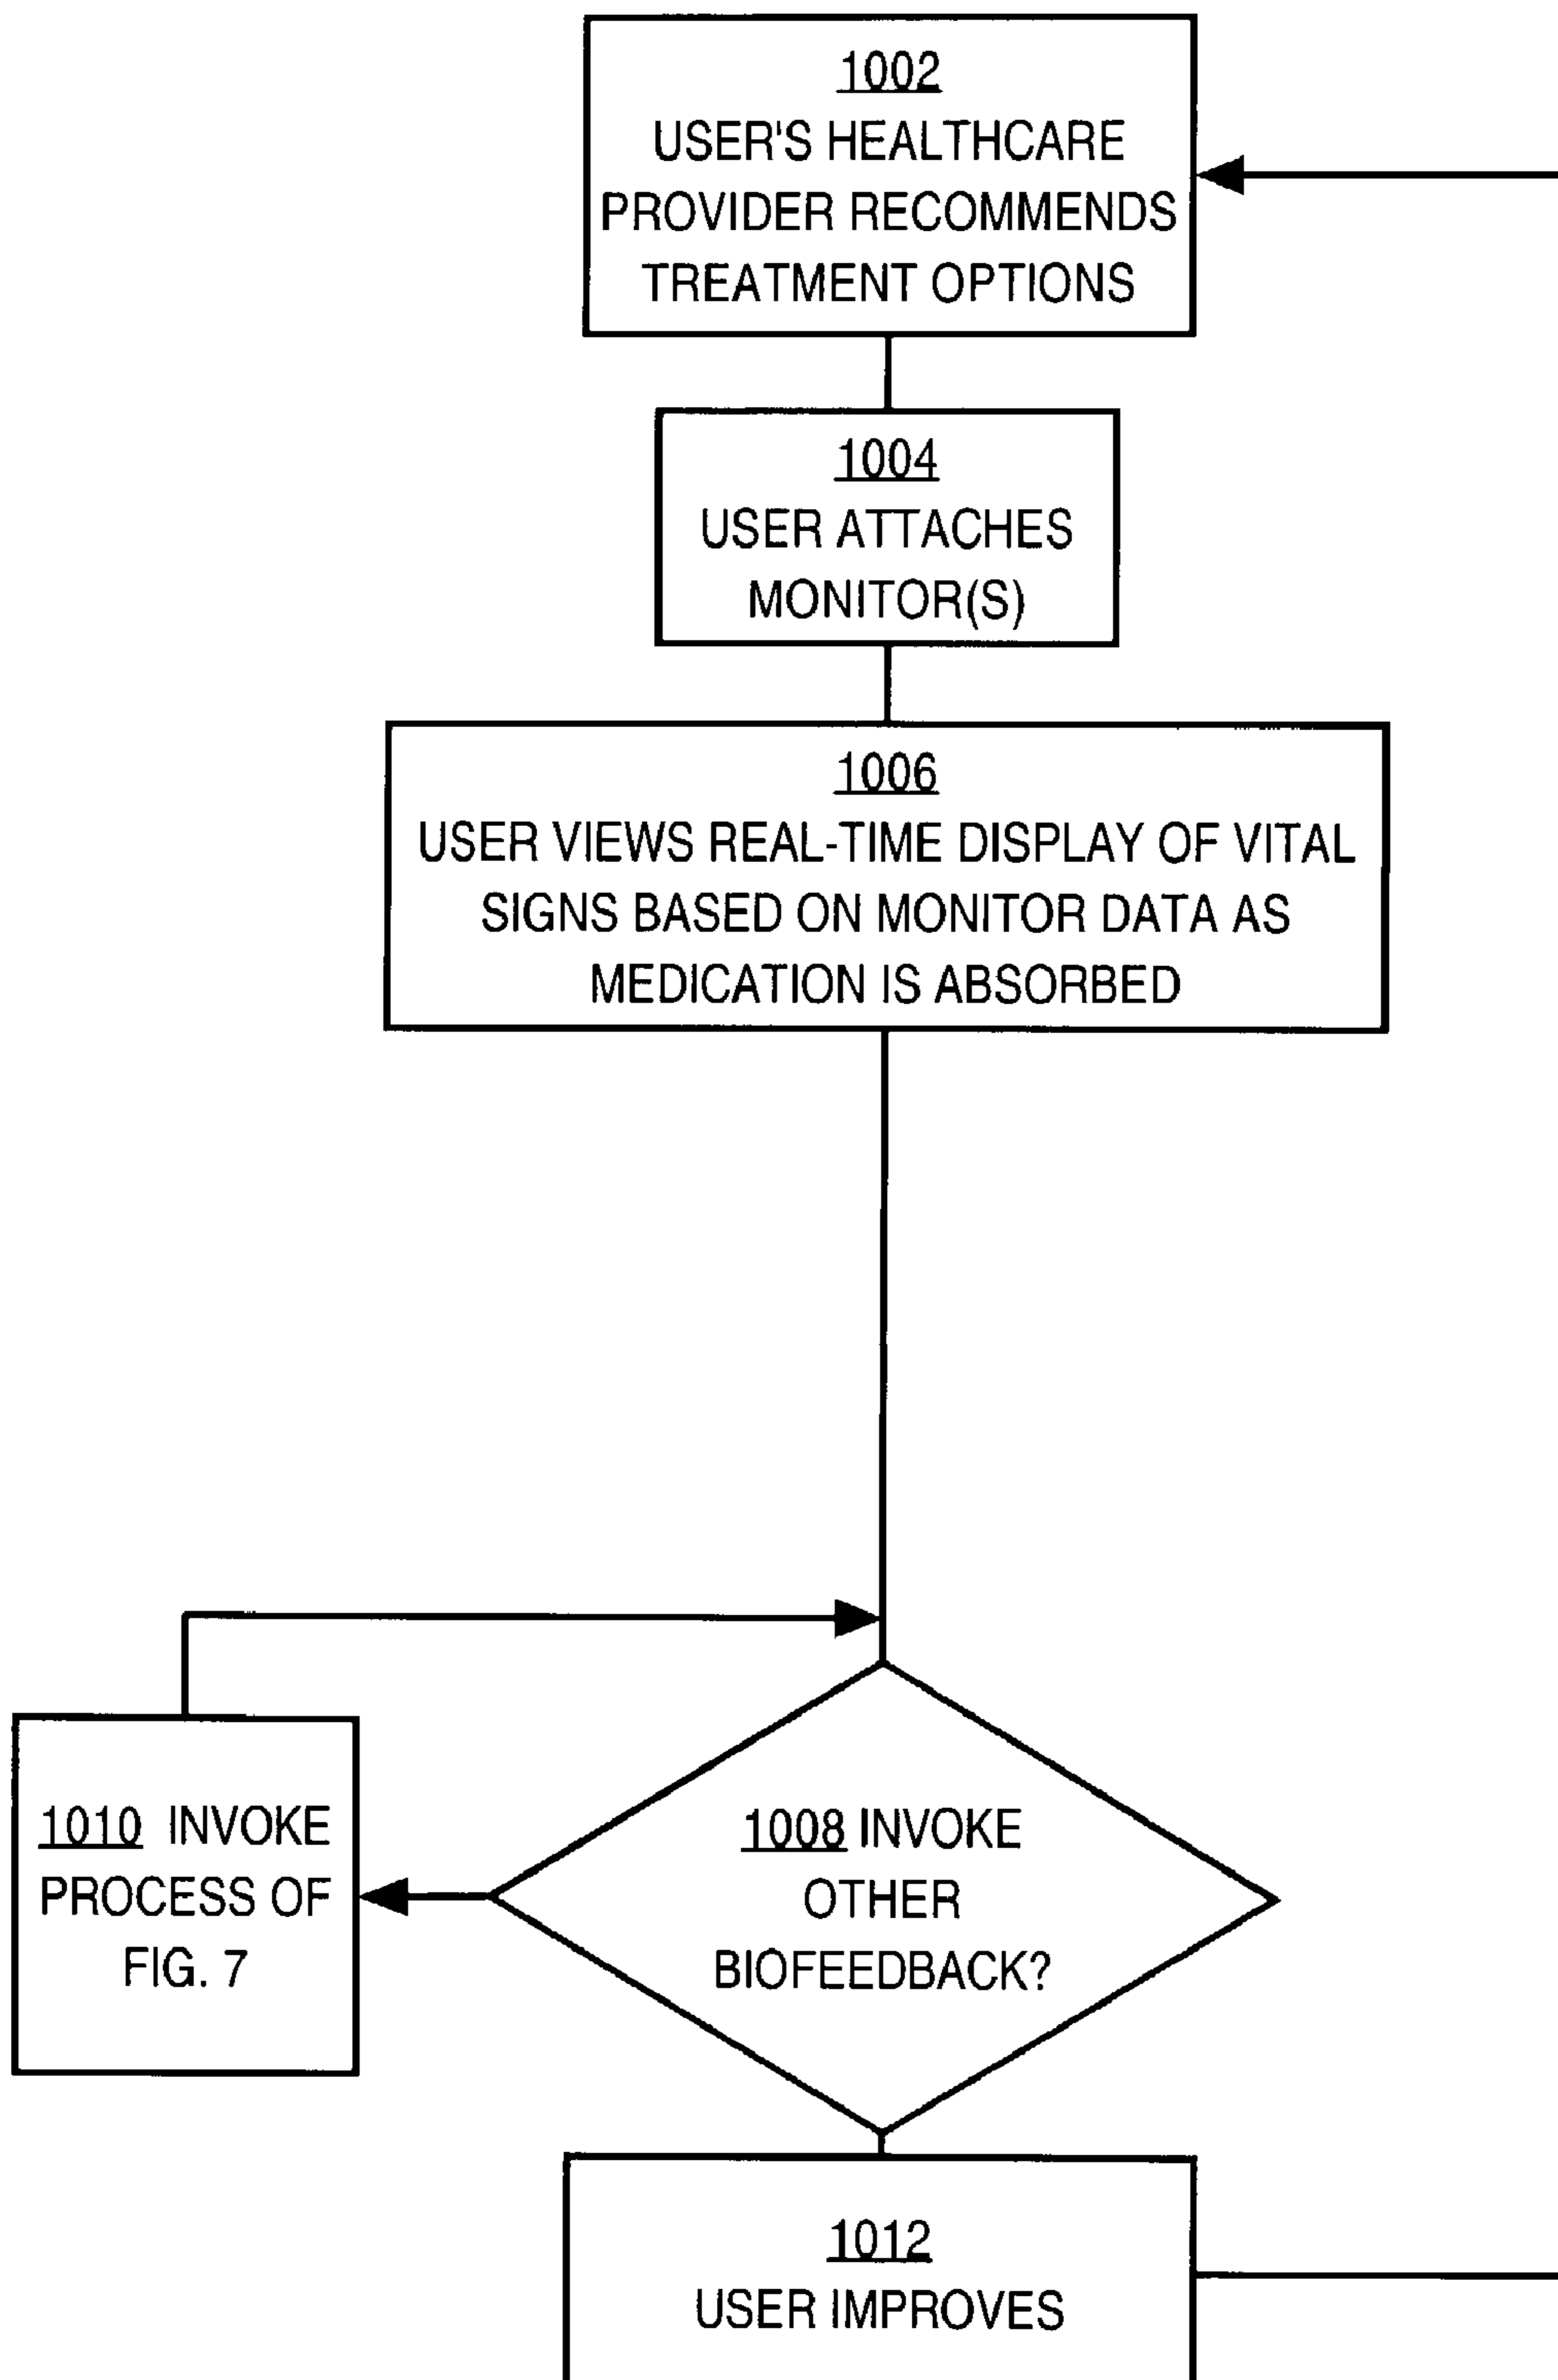 1002
USER'S HEALTHCARE
PROVIDER RECOMMENDS
TREATMENT OPTIONS
1004
USER ATTACHES
MONITOR(S)
1006
USER VIEWS REAL-TIME DISPLAY OF VITAL
SIGNS BASED ON MONITOR DATA AS
MEDICATION IS ABSORBED
1010 INVOKE
PROCESS OF
FIG. 7
1008 INVOKE
OTHER
BIOFEEDBACK?
1012
USER IMPROVES